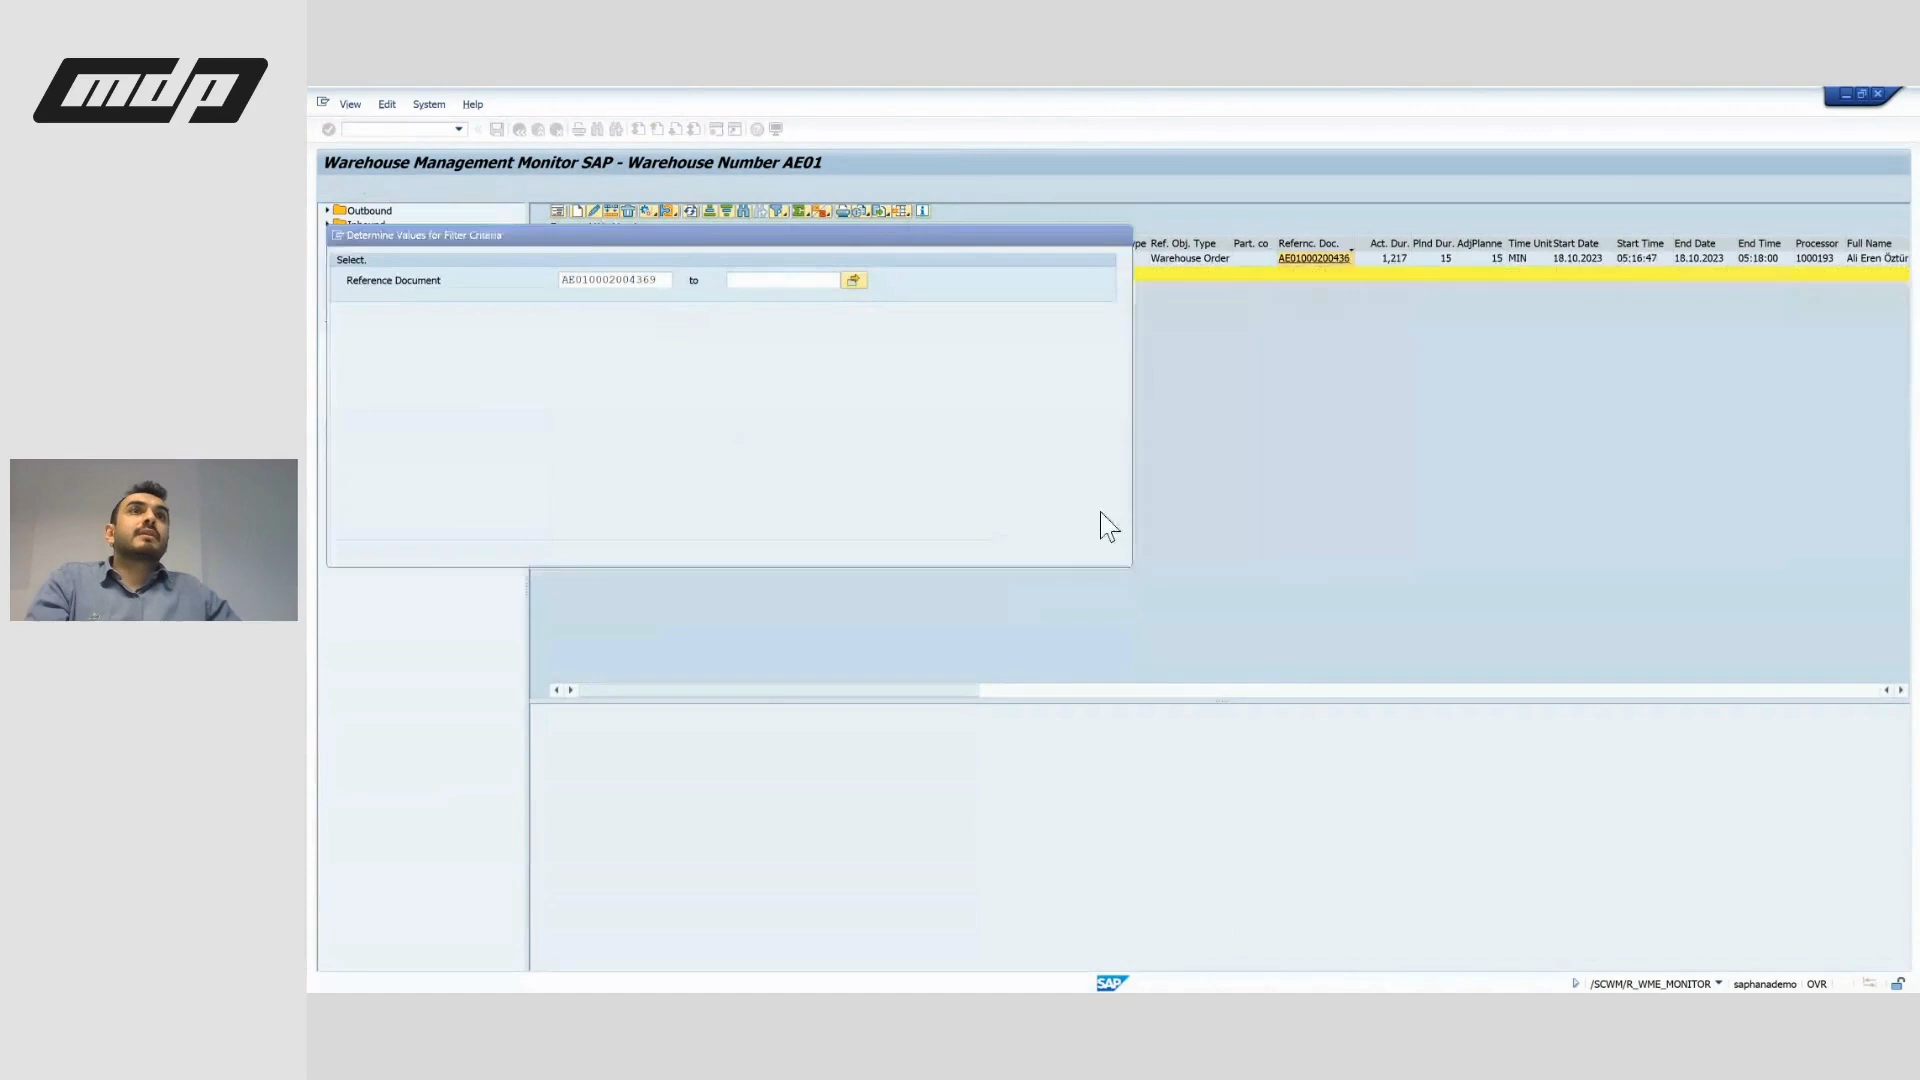 mdp
View Edit System Help
Warehouse Management Monitor SAP - Warehouse Number AE01
Outbound
Determine Values for Filter Criteria
Select.
Reference Document AE010002004369 to
Ref. Obj. Type Part. co Refernc. Doc. Act. Dur. Plnd Dur. AdjPlanne Time Unit Start Date Start Time End Date End Time Processor Full Name
Warehouse Order AE01000200436 1,217 15 15 MIN 18.10.2023 05:16:47 18.10.2023 05:18:00 1000193 Ali Eren Öztür
SAP /SCWM/R_WME_MONITOR saphanademo OVR